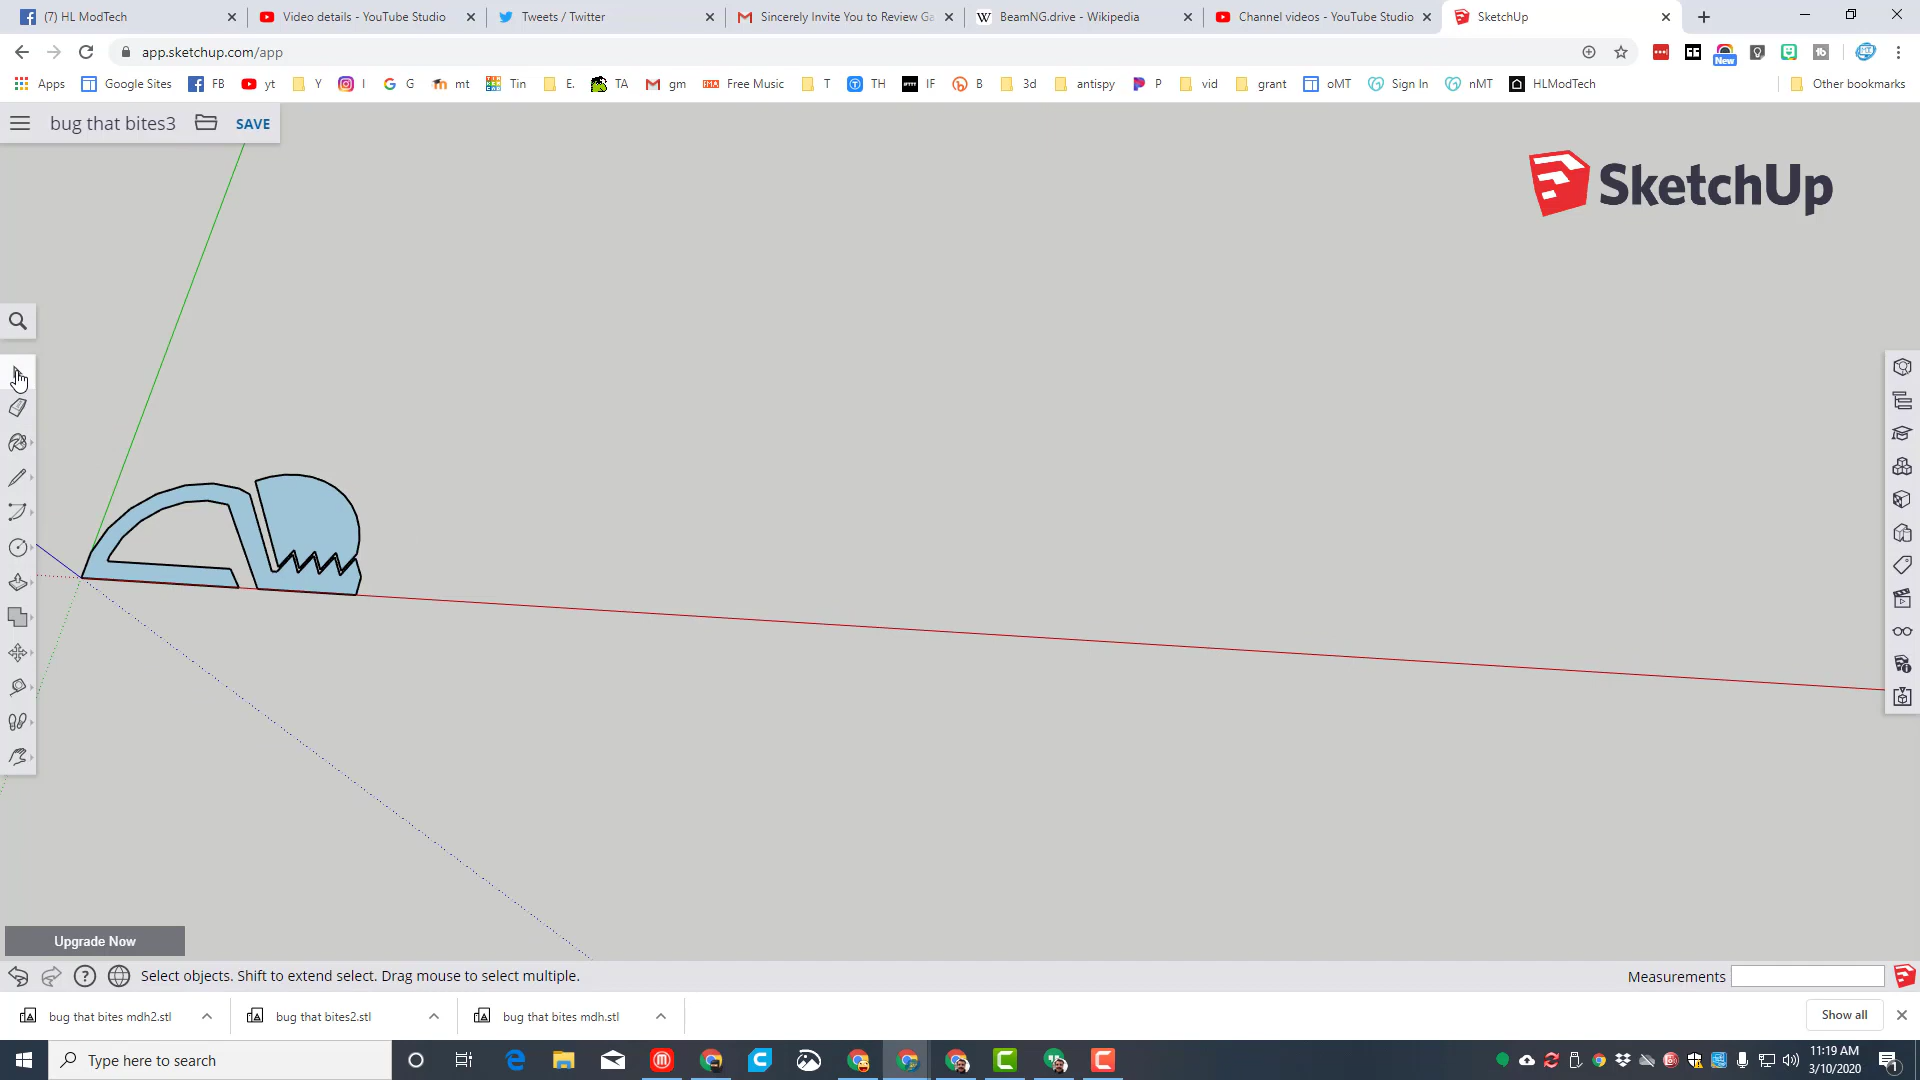 (7) HL ModTech
Video details - YouTube Studio
Tweets / Twitter
Sincerely Invite You to Review Ga
BeamNG.drive - Wikipedia
Channel videos - YouTube Studio
SketchUp
app.sketchup.com/app
New
Apps
Google Sites
FB
yt
Y
I
G
mt
Tin
E.
TA
gm
Free Music
T
TH
IF
B
3d
antispy
P
vid
grant
oMT
Sign In
nMT
HLModTech
Other bookmarks
bug that bites3
SAVE
SketchUp
Upgrade Now
Select objects. Shift to extend select. Drag mouse to select multiple.
Measurements
bug that bites mdh2.stl
bug that bites2.stl
bug that bites mdh.stl
Show all
Type here to search
11:19 AM
3/10/2020